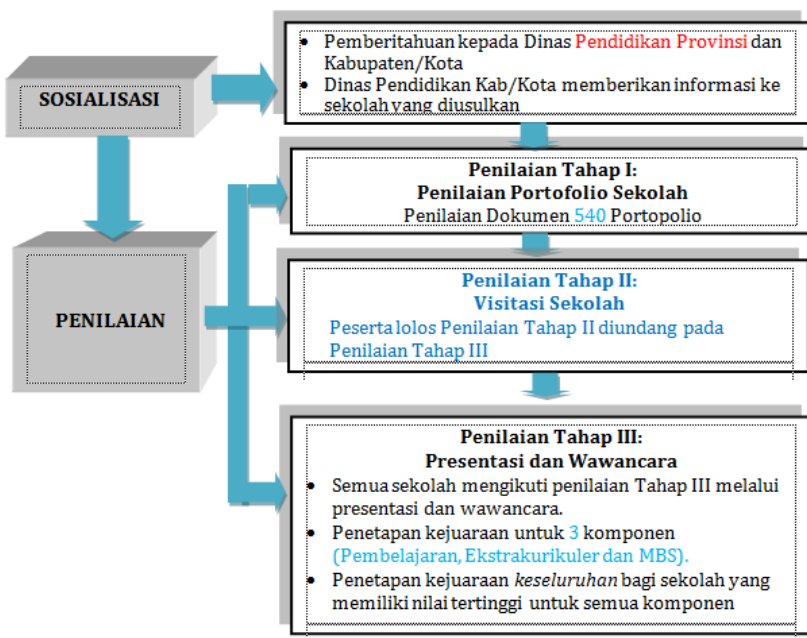 SOSIALISASI
• Pemberitahuan kepada Dinas Pendidikan Provinsi dan
Kabupaten/Kota
• Dinas Pendidikan Kab/Kota memberikan informasi ke
sekolah yang diusulkan
PENILAIAN
Penilaian Tahap I:
Penilaian Portofolio Sekolah
Penilaian Dokumen 540 Portopolio
Penilaian Tahap II:
Visitasi Sekolah
Peserta lolos Penilaian Tahap II diundang pada
Penilaian Tahap III
Penilaian Tahap III:
Presentasi dan Wawancara
• Semua sekolah mengikuti penilaian Tahap III melalui
presentasi dan wawancara.
• Penetapan kejuaraan untuk 3 komponen
(Pembelajaran, Ekstrakurikuler dan MBS).
• Penetapan kejuaraan keseluruhan bagi sekolah yang
memiliki nilai tertinggi untuk semua komponen